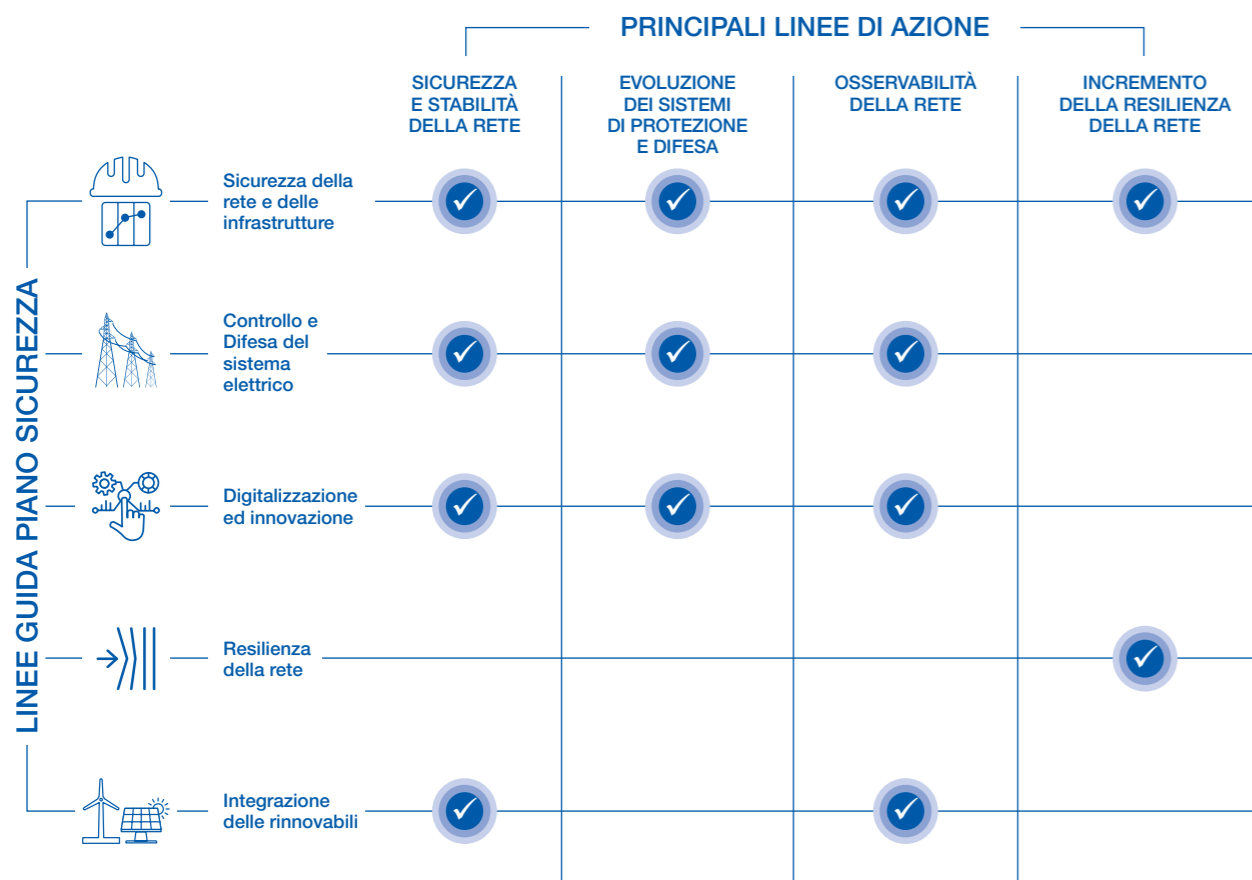 PRINCIPALI LINEE DI AZIONE
SICUREZZA
E STABILITÀ
DELLA RETE
EVOLUZIONE
DEI SISTEMI
DI PROTEZIONE
E DIFESA
OSSERVABILITÀ
DELLA RETE
INCREMENTO
DELLA RESILIENZA
DELLA RETE
LINEE GUIDA PIANO SICUREZZA
Sicurezza della
rete e delle
infrastrutture
Controllo e
Difesa del
sistema
elettrico
Digitalizzazione
ed innovazione
Resilienza
della rete
Integrazione
delle rinnovabili